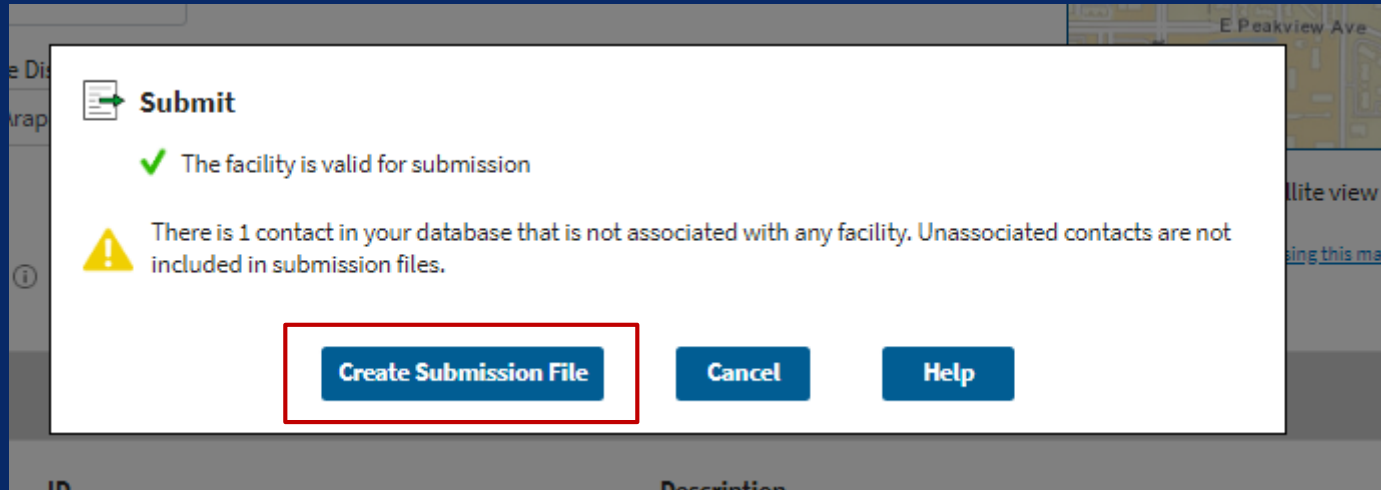 E Peakview Ave
e Dis
Arap
Submit
The facility is valid for submission
There is 1 contact in your database that is not associated with any facility. Unassociated contacts are not
included in submission files.
llite view
sing this ma
Create Submission File
Cancel
Help
ID
Description